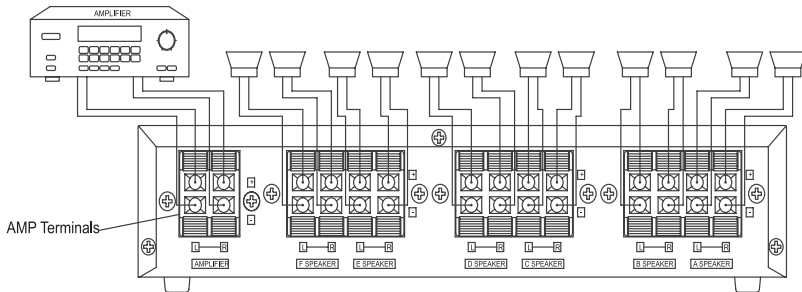 AMPLIFIER
+ + + +
- - - -
AMP Terminals
L R L R L R L R L R L R L R
AMPLIFIER F SPEAKER E SPEAKER D SPEAKER C SPEAKER B SPEAKER A SPEAKER